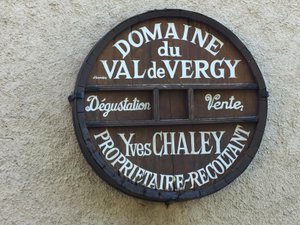 DOMAINE
du
VAL de VERGY
Dégustation Vente,
Yves CHALEY
PROPRIETAIRE-RECOLTANT